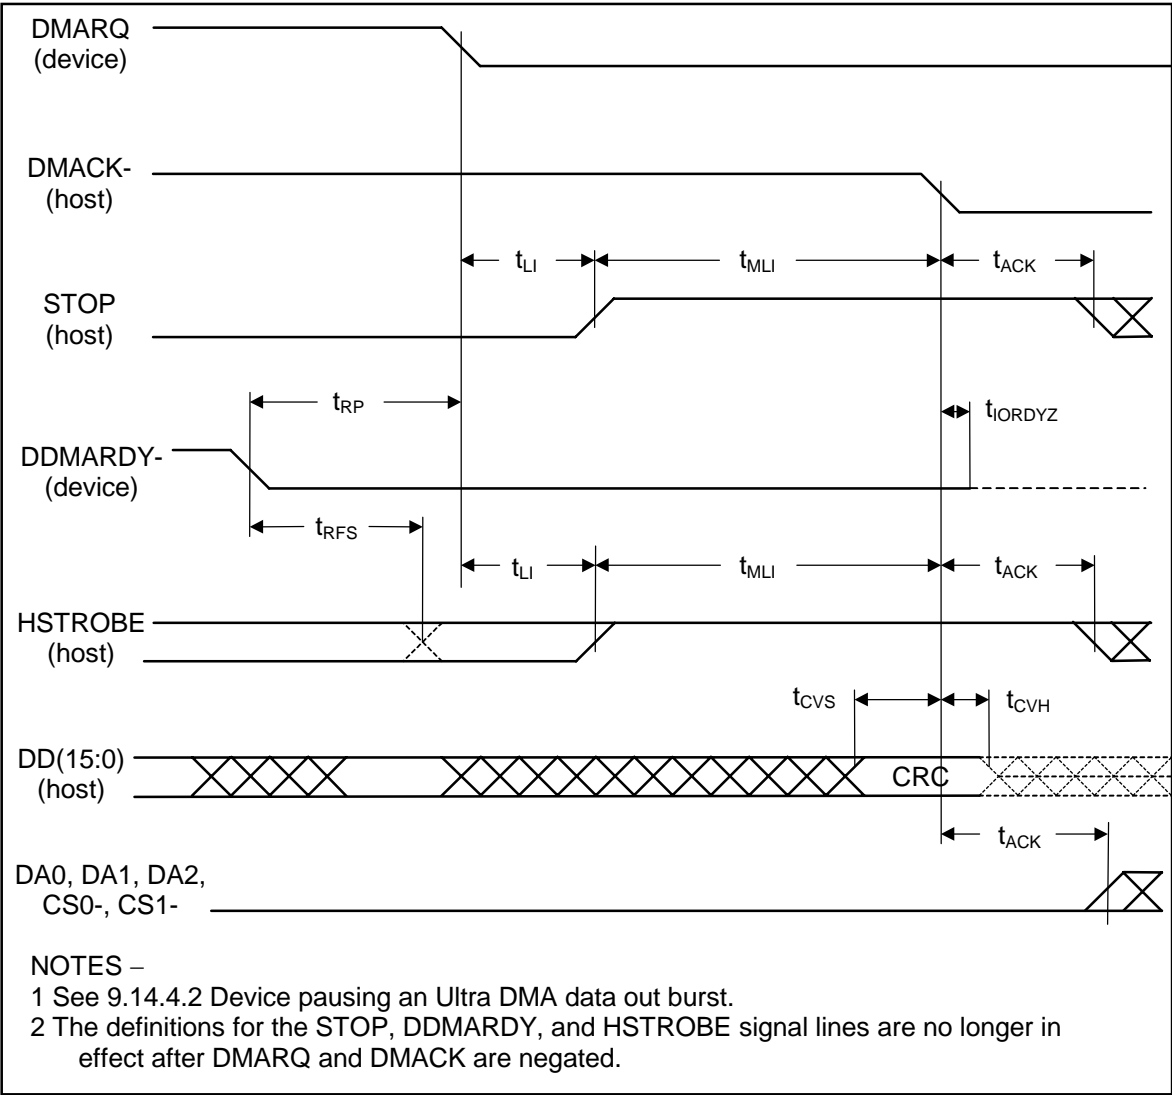 DMARQ
(device)
DMACK-
(host)
tLI
tMLI
tACK
STOP
(host)
tRP
tIORDYZ
DDMARDY-
(device)
tRFS
tLI
tMLI
tACK
HSTROBE
(host)
tCVS
tCVH
DD(15:0)
(host)
CRC
tACK
DA0, DA1, DA2,
CS0-, CS1-
NOTES –
1 See 9.14.4.2 Device pausing an Ultra DMA data out burst.
2 The definitions for the STOP, DDMARDY, and HSTROBE signal lines are no longer in
effect after DMARQ and DMACK are negated.